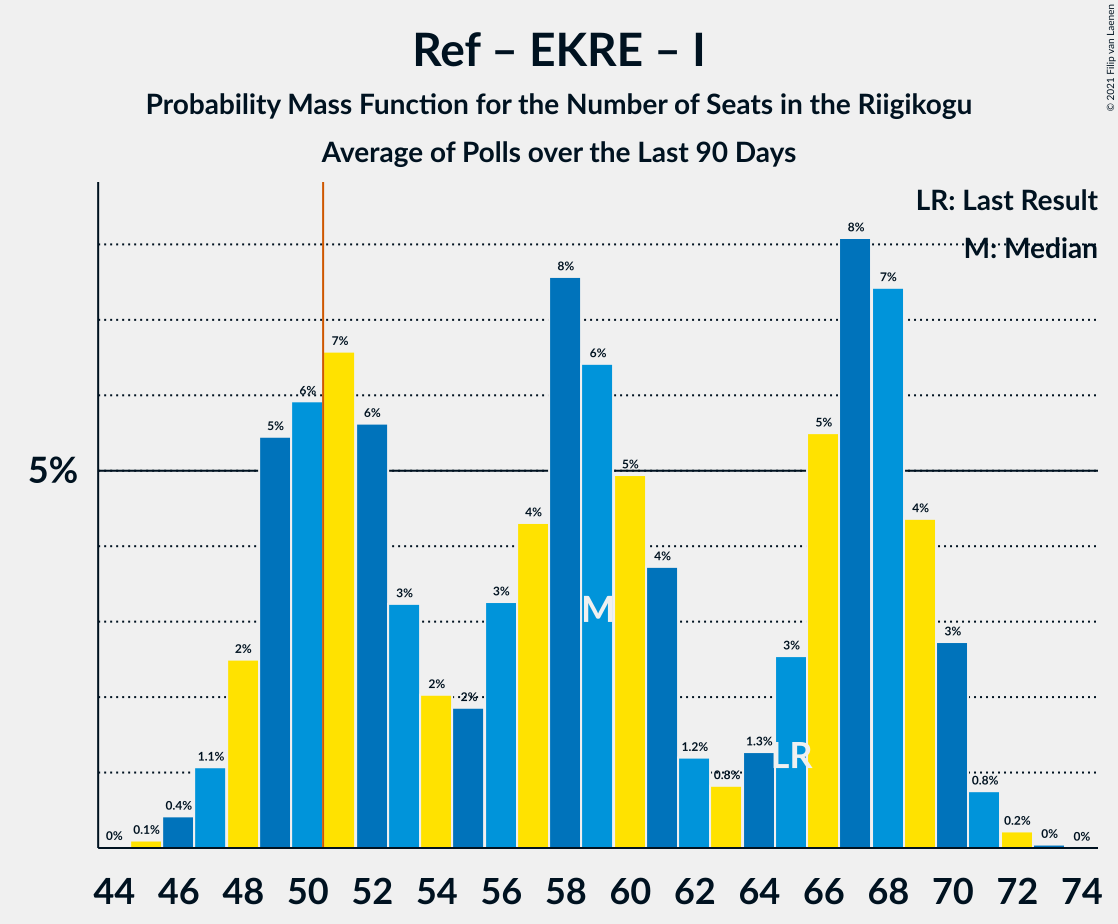 Ref – EKRE – I
Probability Mass Function for the Number of Seats in the Riigikogu
Average of Polls over the Last 90 Days
© 2021 Filip van Laenen
LR: Last Result
M: Median
5%
0% 0.1% 0.4% 1.1% 2% 5% 6% 7% 6% 3% 2% 2% 3% 4% 8% 6% 5% 4% 1.2% 0.8% 1.3% 3% 5% 8% 7% 4% 3% 0.8% 0.2% 0% 0%
M
LR
44 46 48 50 52 54 56 58 60 62 64 66 68 70 72 74